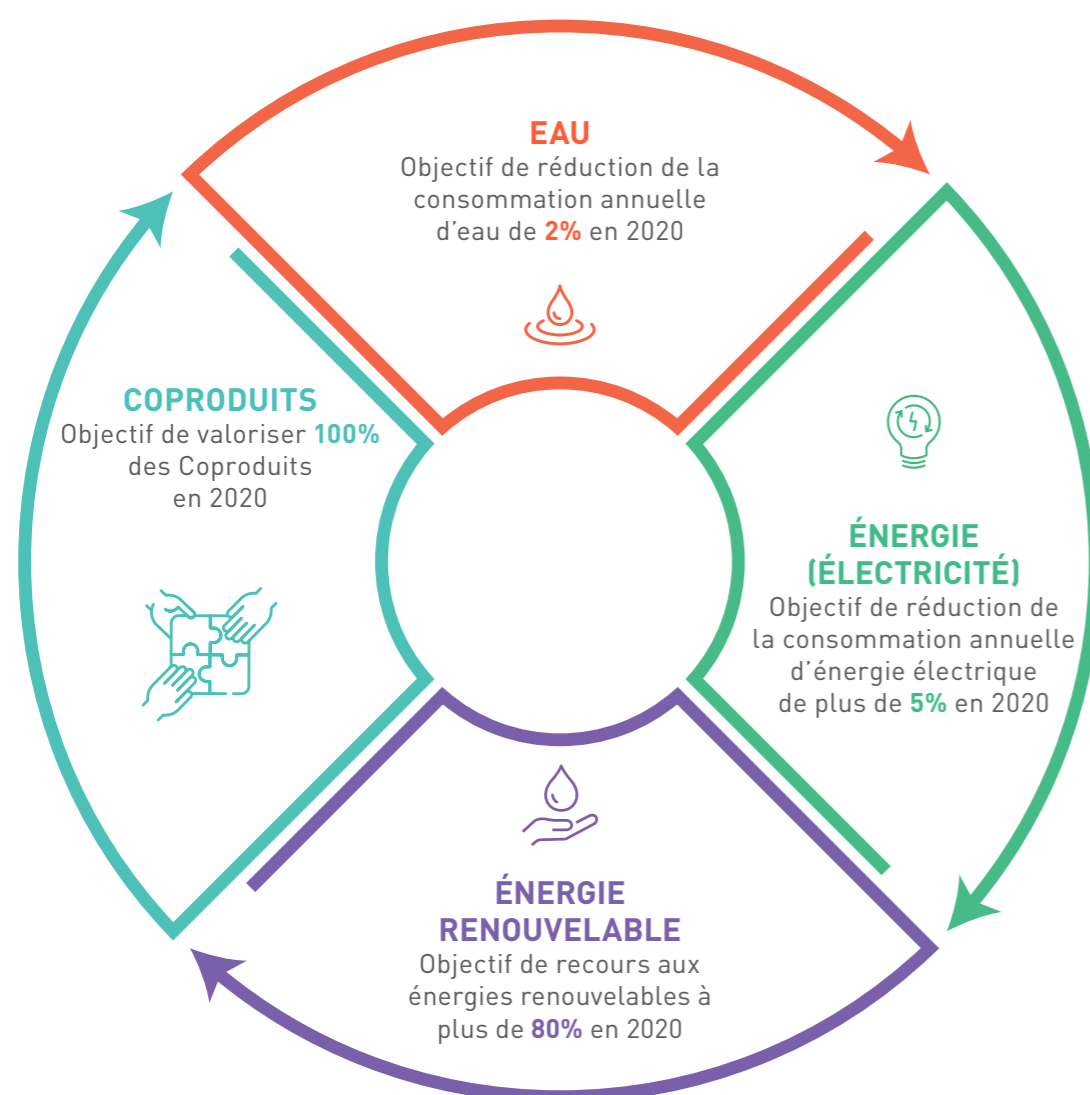 EAU
Objectif de réduction de la
consommation annuelle
d’eau de 2% en 2020
ÉNERGIE
(ÉLECTRICITÉ)
Objectif de réduction de
la consommation annuelle
d’énergie électrique
de plus de 5% en 2020
ÉNERGIE
RENOUVELABLE
Objectif de recours aux
énergies renouvelables à
plus de 80% en 2020
COPRODUITS
Objectif de valoriser 100%
des Coproduits
en 2020